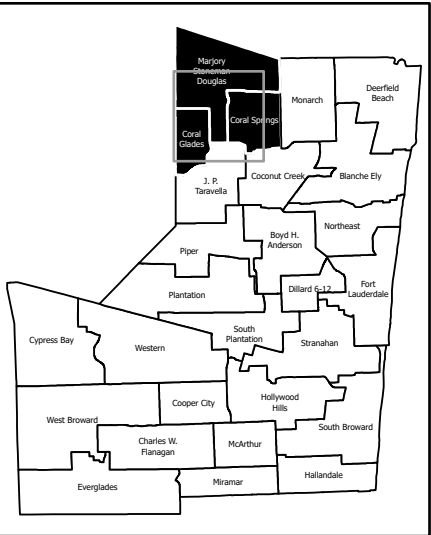 Marjory
Stoneman
Douglas
Deerfield
Beach
Monarch
Coral Springs
Coral
Glades
Coconut Creek
Blanche Ely
J. P.
Taravella
Northeast
Boyd H.
Anderson
Piper
Dillard 6-12
Fort
Lauderdale
Plantation
South
Plantation
Stranahan
Cypress Bay
Western
Hollywood
Hills
Cooper City
West Broward
South Broward
Charles W.
Flanagan
McArthur
Hallandale
Miramar
Everglades